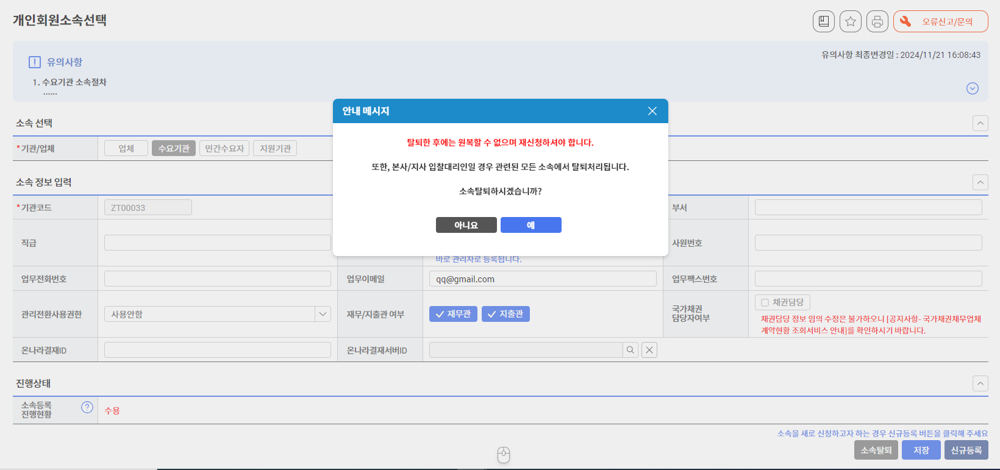 개인회원소속선택
오류신고/문의
유의사항
유의사항 최종변경일 : 2024/11/21 16:08:43
1. 수요기관 소속절차
......
안내 메시지
탈퇴한 후에는 원복할 수 없으며 재신청하셔야 합니다.
또한, 본사/지사 입찰대리인일 경우 관련된 모든 소속에서 탈퇴처리됩니다.
소속탈퇴하시겠습니까?
아니요 예
소속 선택
*기관/업체 업체 수요기관 민간수요자 지원기관
소속 정보 입력
*기관코드 ZT00033 부서
직급 사원번호
바로 관리자로 등록됩니다.
업무전화번호 업무이메일 qq@gmail.com 업무팩스번호
관리전환사용권한 사용안함 재무/지출관 여부 재무관 지출관
국가채권
담당자여부
채권담당
채권담당 정보 임의 수정은 불가하오니 [공지사항- 국가채권채무업체
계약현황 조회서비스 안내]를 확인하시기 바랍니다.
온나라결재ID 온나라결재서버ID
진행상태
소속등록
진행현황
수용
소속을 새로 신청하고자 하는 경우 신규등록 버튼을 클릭해 주세요
소속탈퇴 저장 신규등록